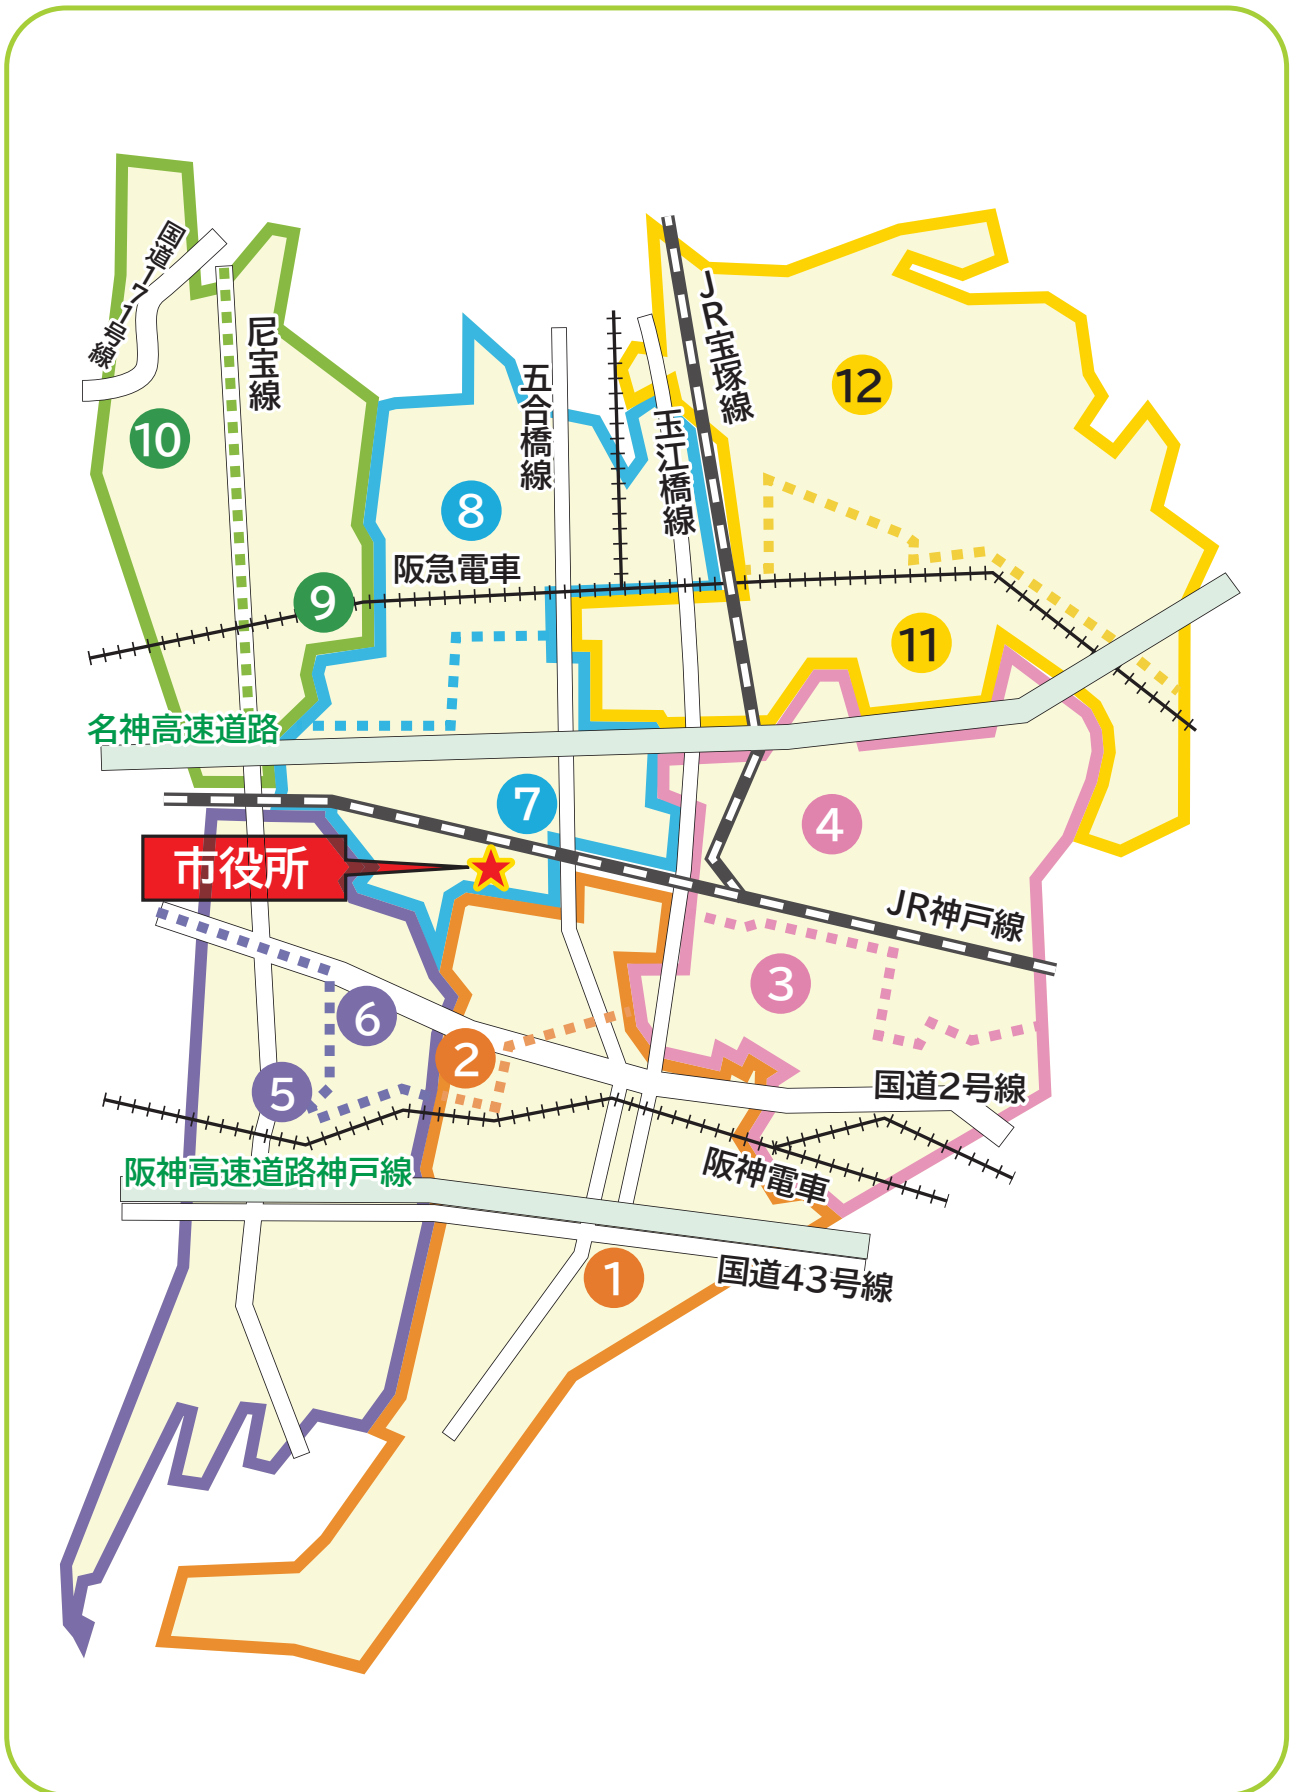 国道171号線
尼宝線
五合橋線
玉江橋線
JR宝塚線
12
10
8
阪急電車
9
11
名神高速道路
7
4
市役所
JR神戸線
3
6
2
5
国道2号線
阪神電車
阪神高速道路神戸線
1
国道43号線